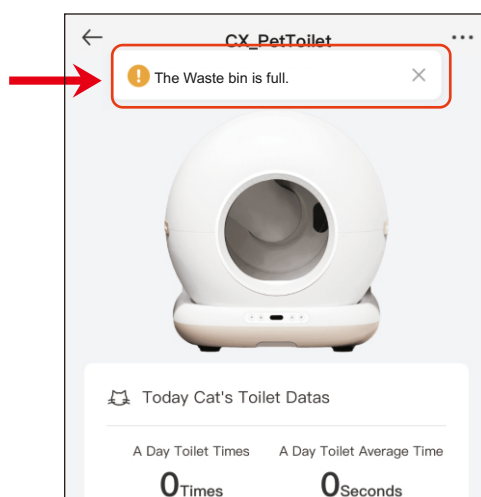 CX_PetToilet
The Waste bin is full.
Today Cat's Toilet Datas
A Day Toilet Times
A Day Toilet Average Time
0Times
0Seconds